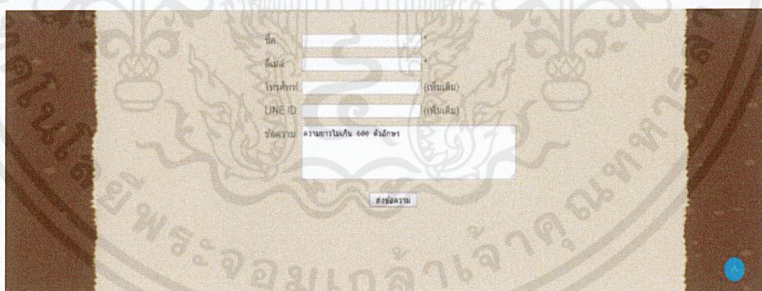 ชื่อ *
อีเมล์ *
โทรศัพท์ (เพิ่มเติม)
LINE ID (เพิ่มเติม)
ข้อความ ความยาวไม่เกิน 600 ตัวอักษร
ส่งข้อความ
พระจอมเกล้าเจ้าคุณทหาร